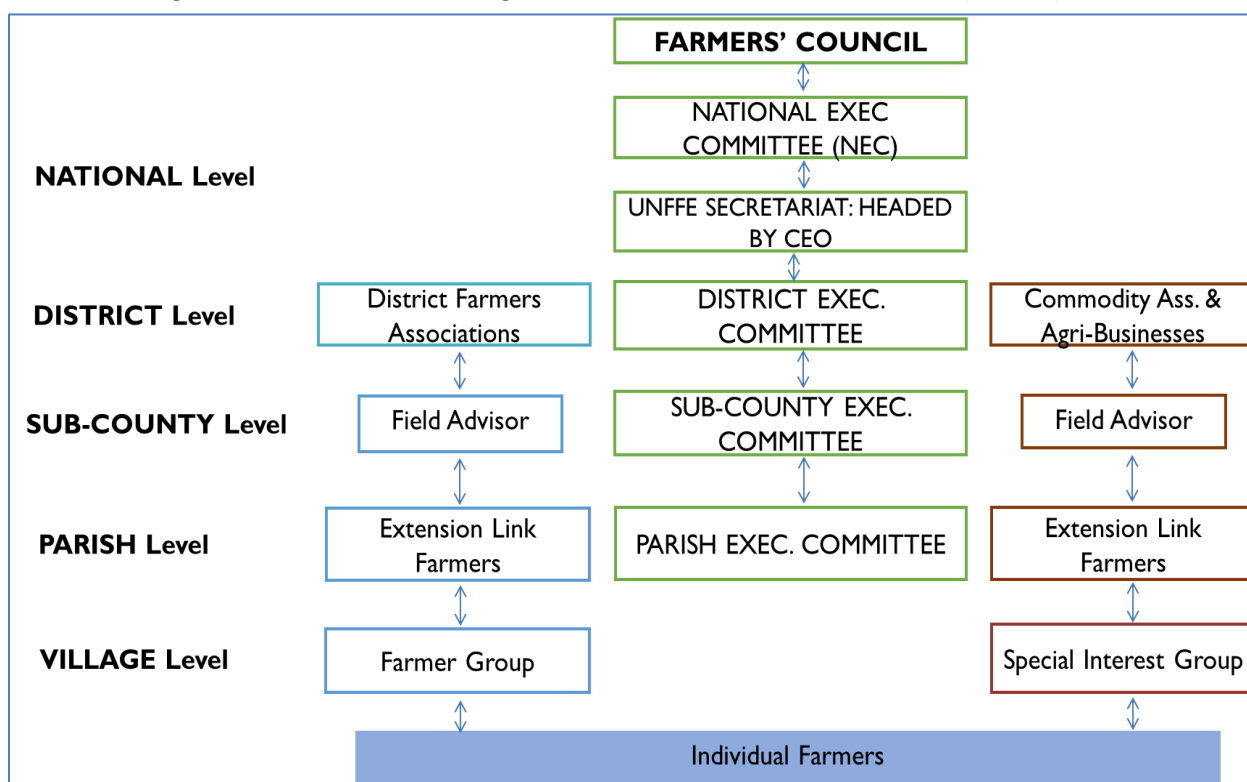 FARMERS' COUNCIL
NATIONAL EXEC
COMMITTEE (NEC)
NATIONAL Level
UNFFE SECRETARIAT: HEADED
BY CEO
DISTRICT Level
District Farmers
Associations
DISTRICT EXEC.
COMMITTEE
Commodity Ass. &
Agri-Businesses
SUB-COUNTY Level
Field Advisor
SUB-COUNTY EXEC.
COMMITTEE
Field Advisor
PARISH Level
Extension Link
Farmers
PARISH EXEC. COMMITTEE
Extension Link
Farmers
VILLAGE Level
Farmer Group
Special Interest Group
Individual Farmers